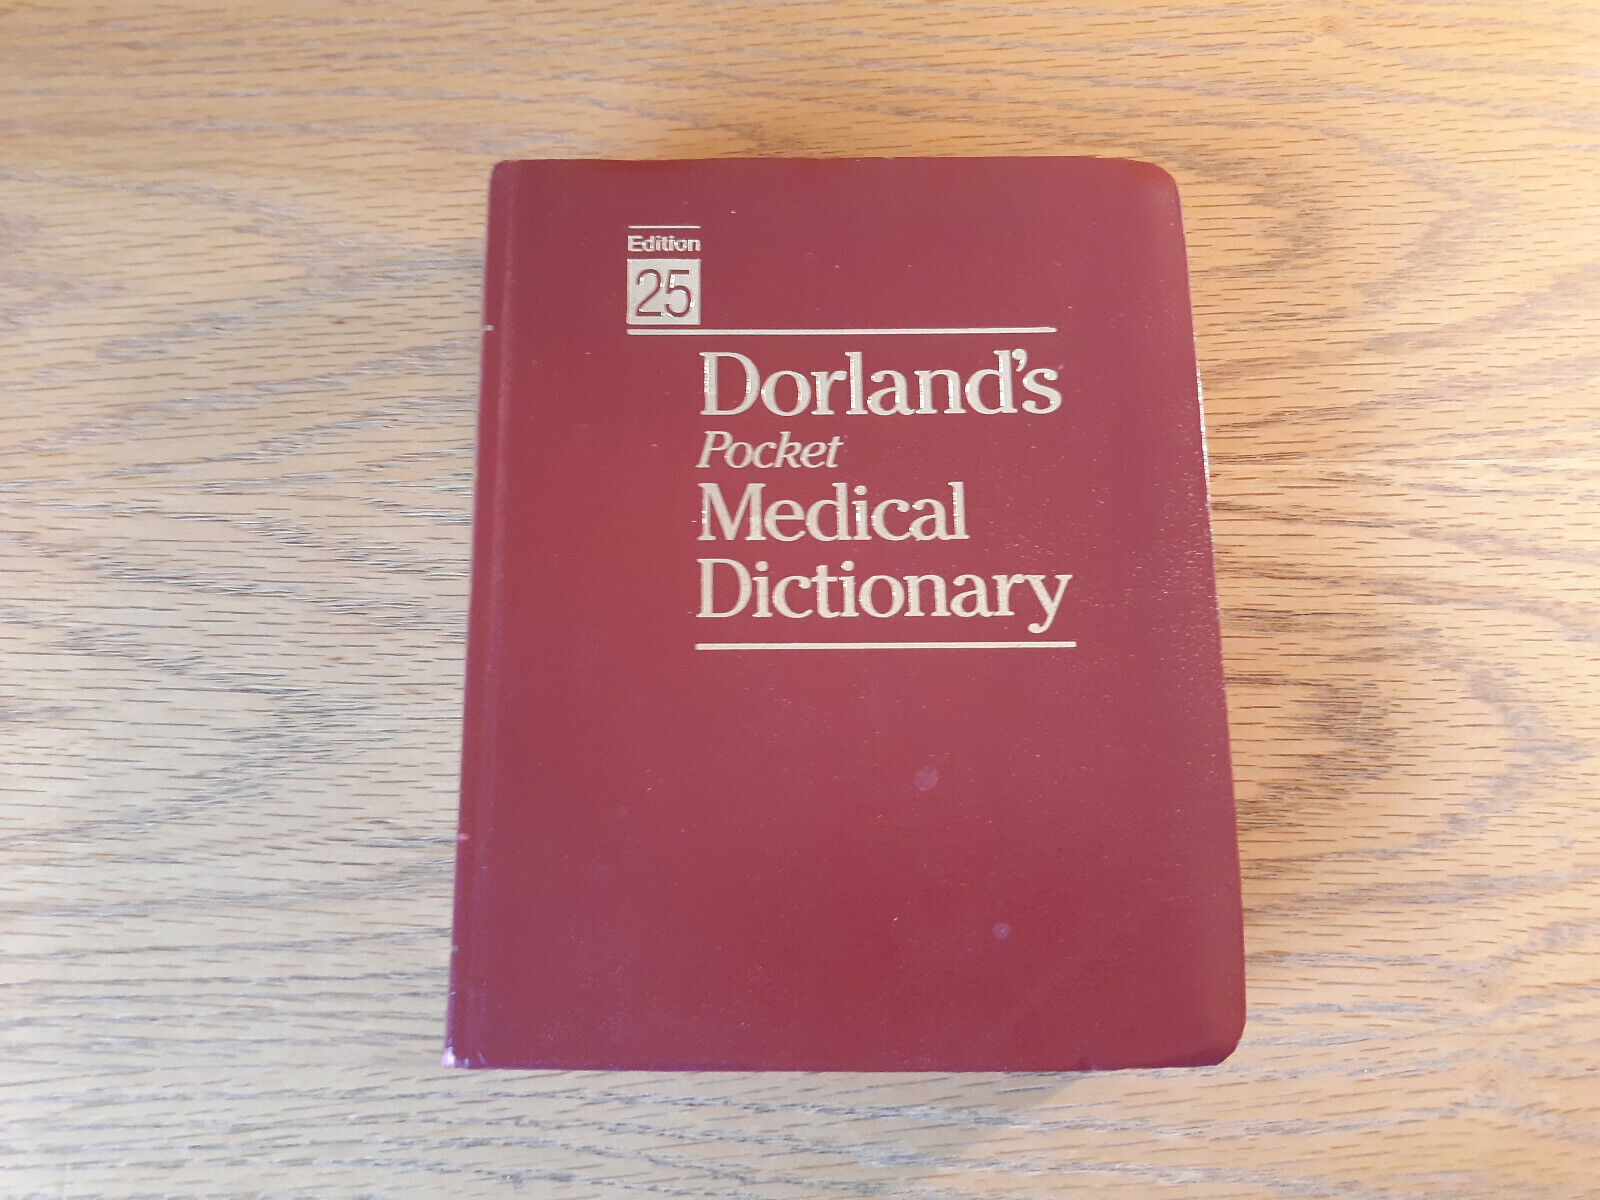 Edition
25
Dorland's
Pocket
Medical
Dictionary